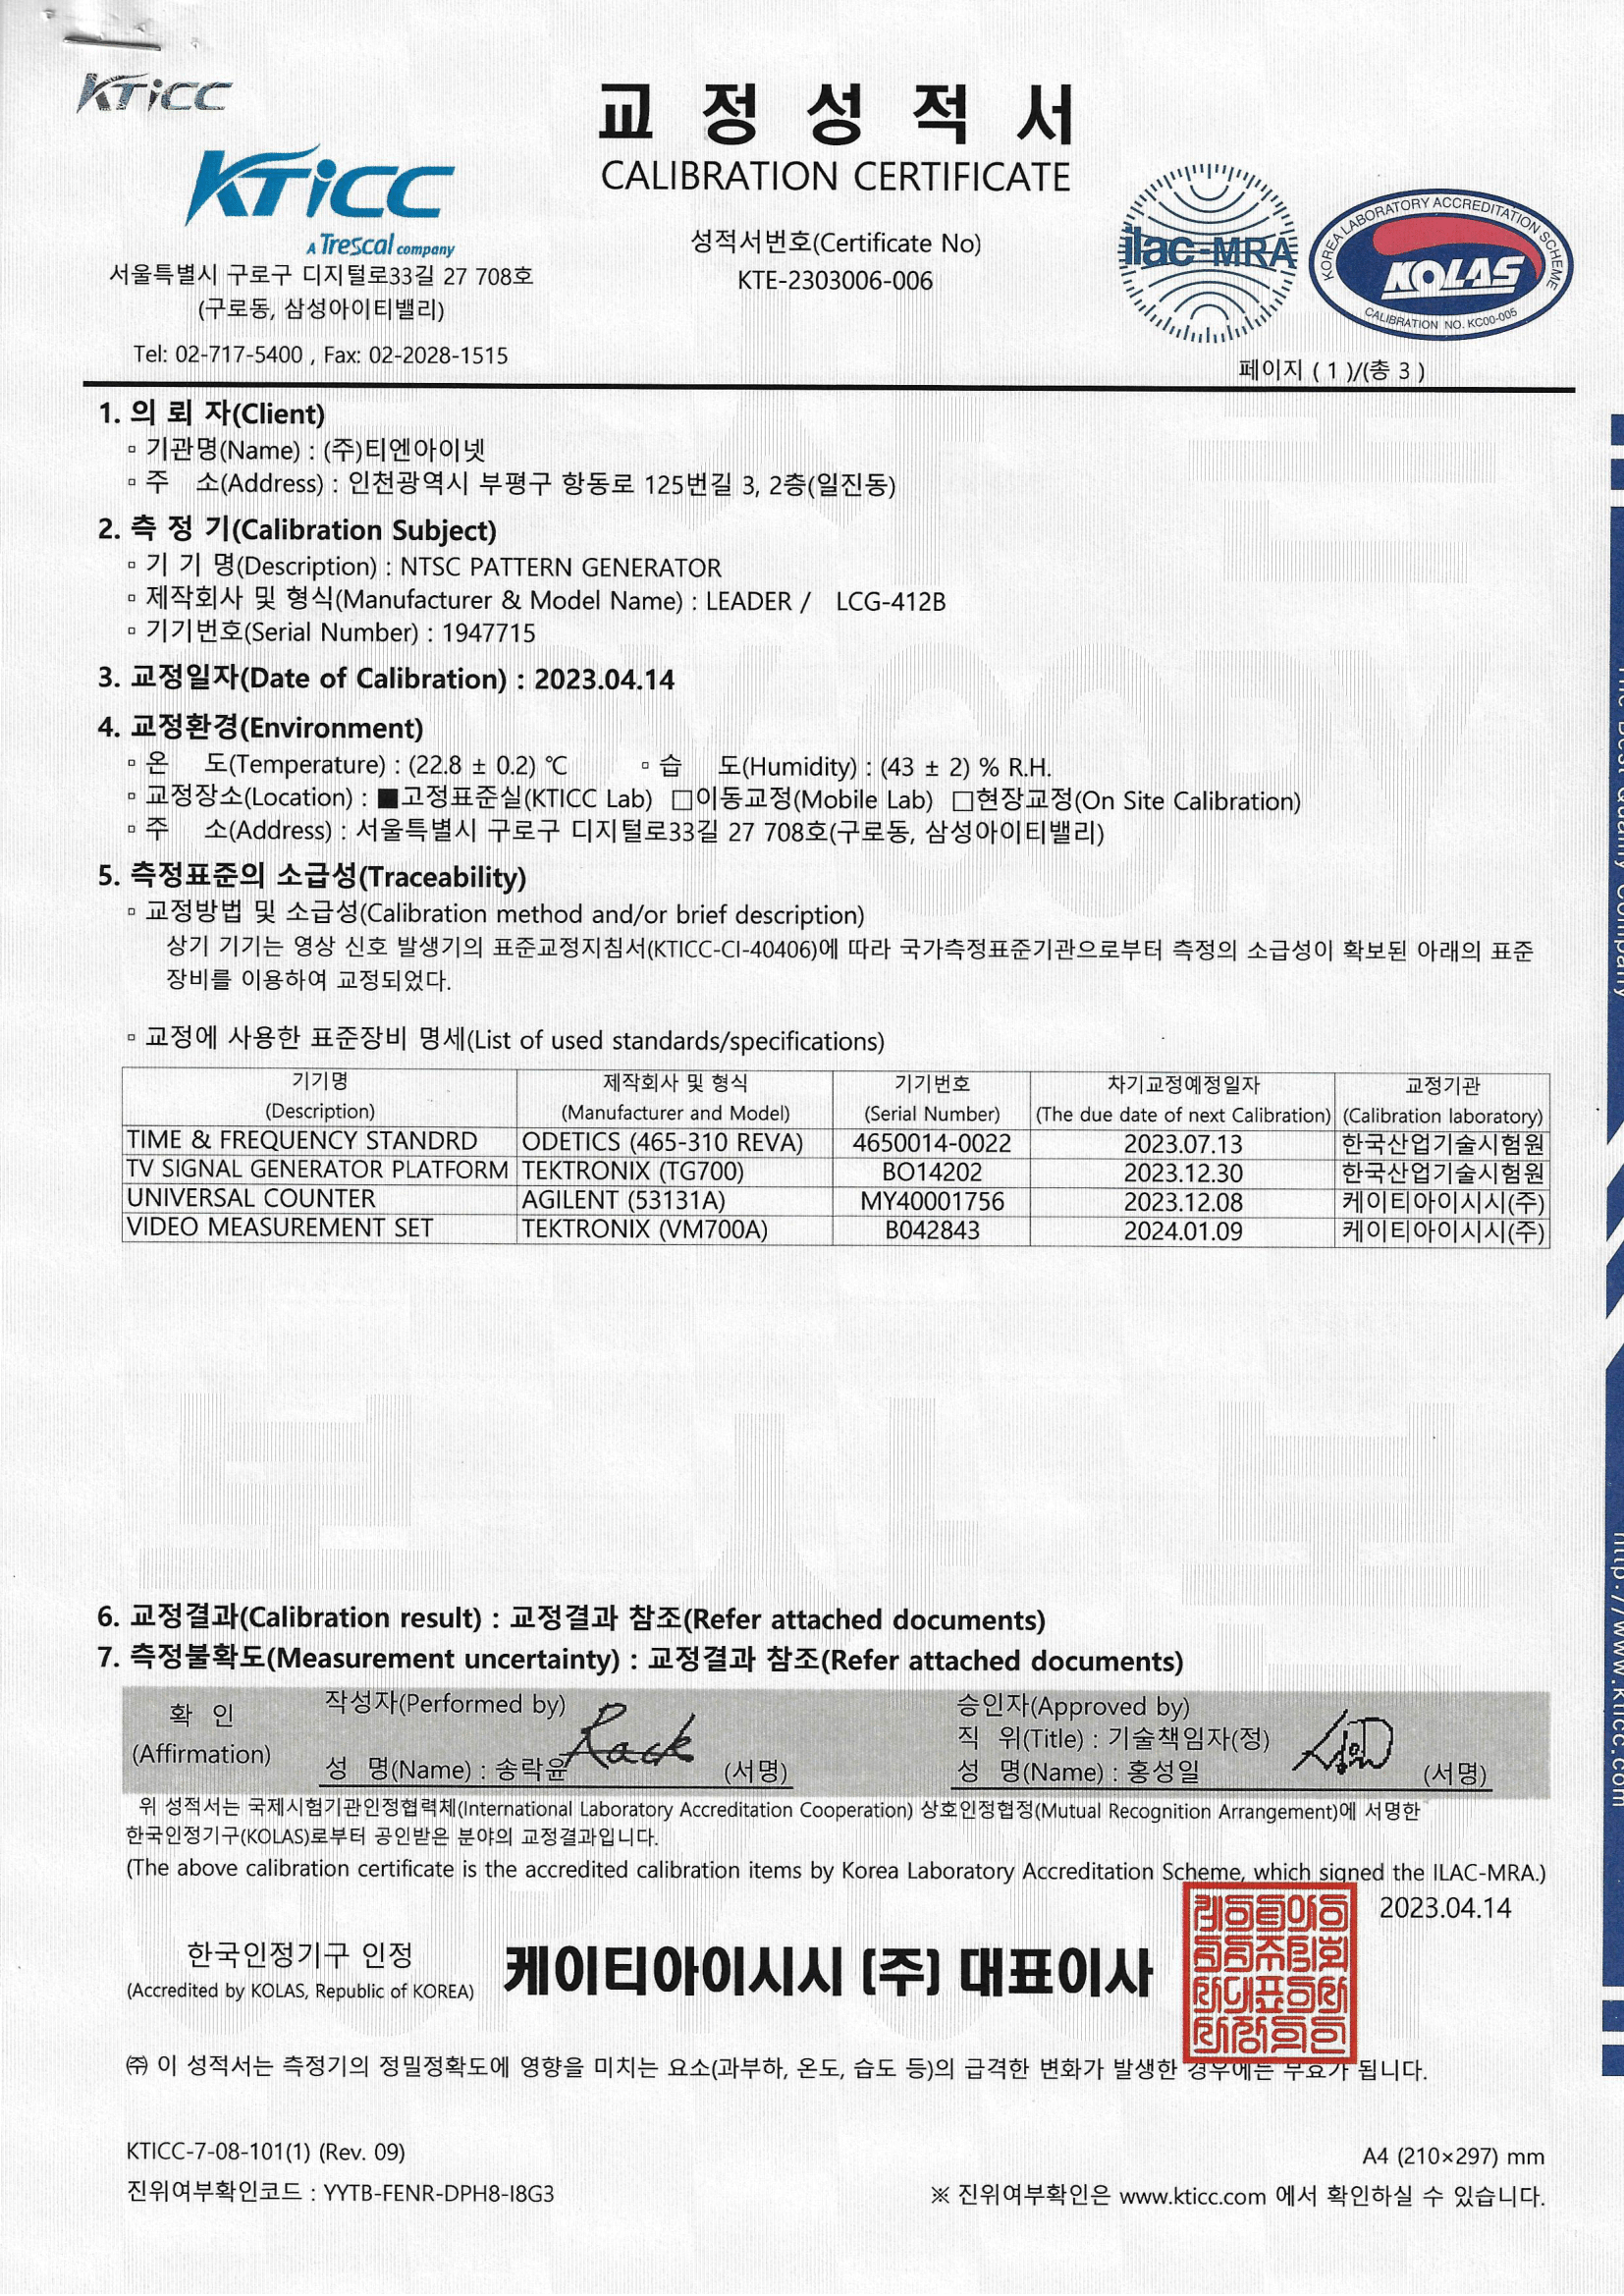 KTiCC
교 정 성 적 서
CALIBRATION CERTIFICATE
KTiCC
A Trescal company
서울특별시 구로구 디지털로33길 27 708호
(구로동, 삼성아이티밸리)
Tel: 02-717-5400 , Fax: 02-2028-1515
성적서번호(Certificate No)
KTE-2303006-006
ilac-MRA
KOREA LABORATORY ACCREDITATION SCHEME
KOLAS
CALIBRATION NO. KC00-005
페이지 ( 1 )/(총 3 )
1. 의 뢰 자(Client)
▫ 기관명(Name) : (주)티엔아이넷
▫ 주 소(Address) : 인천광역시 부평구 항동로 125번길 3, 2층(일진동)
2. 측 정 기(Calibration Subject)
▫ 기 기 명(Description) : NTSC PATTERN GENERATOR
▫ 제작회사 및 형식(Manufacturer & Model Name) : LEADER / LCG-412B
▫ 기기번호(Serial Number) : 1947715
3. 교정일자(Date of Calibration) : 2023.04.14
4. 교정환경(Environment)
▫ 온 도(Temperature) : (22.8 ± 0.2) ℃ ▫ 습 도(Humidity) : (43 ± 2) % R.H.
▫ 교정장소(Location) : ■고정표준실(KTICC Lab) □이동교정(Mobile Lab) □현장교정(On Site Calibration)
▫ 주 소(Address) : 서울특별시 구로구 디지털로33길 27 708호(구로동, 삼성아이티밸리)
5. 측정표준의 소급성(Traceability)
▫ 교정방법 및 소급성(Calibration method and/or brief description)
상기 기기는 영상 신호 발생기의 표준교정지침서(KTICC-CI-40406)에 따라 국가측정표준기관으로부터 측정의 소급성이 확보된 아래의 표준
장비를 이용하여 교정되었다.
▫ 교정에 사용한 표준장비 명세(List of used standards/specifications)
기기명 제작회사 및 형식 기기번호 차기교정예정일자 교정기관
(Description) (Manufacturer and Model) (Serial Number) (The due date of next Calibration) (Calibration laboratory)
TIME & FREQUENCY STANDRD ODETICS (465-310 REVA) 4650014-0022 2023.07.13 한국산업기술시험원
TV SIGNAL GENERATOR PLATFORM TEKTRONIX (TG700) BO14202 2023.12.30 한국산업기술시험원
UNIVERSAL COUNTER AGILENT (53131A) MY40001756 2023.12.08 케이티아이시시(주)
VIDEO MEASUREMENT SET TEKTRONIX (VM700A) B042843 2024.01.09 케이티아이시시(주)
6. 교정결과(Calibration result) : 교정결과 참조(Refer attached documents)
7. 측정불확도(Measurement uncertainty) : 교정결과 참조(Refer attached documents)
확 인
(Affirmation)
작성자(Performed by)
성 명(Name) : 송락윤 Rack (서명)
승인자(Approved by)
직 위(Title) : 기술책임자(정)
성 명(Name) : 홍성일 (서명)
위 성적서는 국제시험기관인정협력체(International Laboratory Accreditation Cooperation) 상호인정협정(Mutual Recognition Arrangement)에 서명한
한국인정기구(KOLAS)로부터 공인받은 분야의 교정결과입니다.
(The above calibration certificate is the accredited calibration items by Korea Laboratory Accreditation Scheme, which signed the ILAC-MRA.)
2023.04.14
한국인정기구 인정
(Accredited by KOLAS, Republic of KOREA)
케이티아이시시 (주) 대표이사
㈜ 이 성적서는 측정기의 정밀정확도에 영향을 미치는 요소(과부하, 온도, 습도 등)의 급격한 변화가 발생한 경우에는 무효가 됩니다.
KTICC-7-08-101(1) (Rev. 09)
A4 (210×297) mm
진위여부확인코드 : YYTB-FENR-DPH8-I8G3
※ 진위여부확인은 www.kticc.com 에서 확인하실 수 있습니다.
The Best Quality Company
http://www.kticc.com